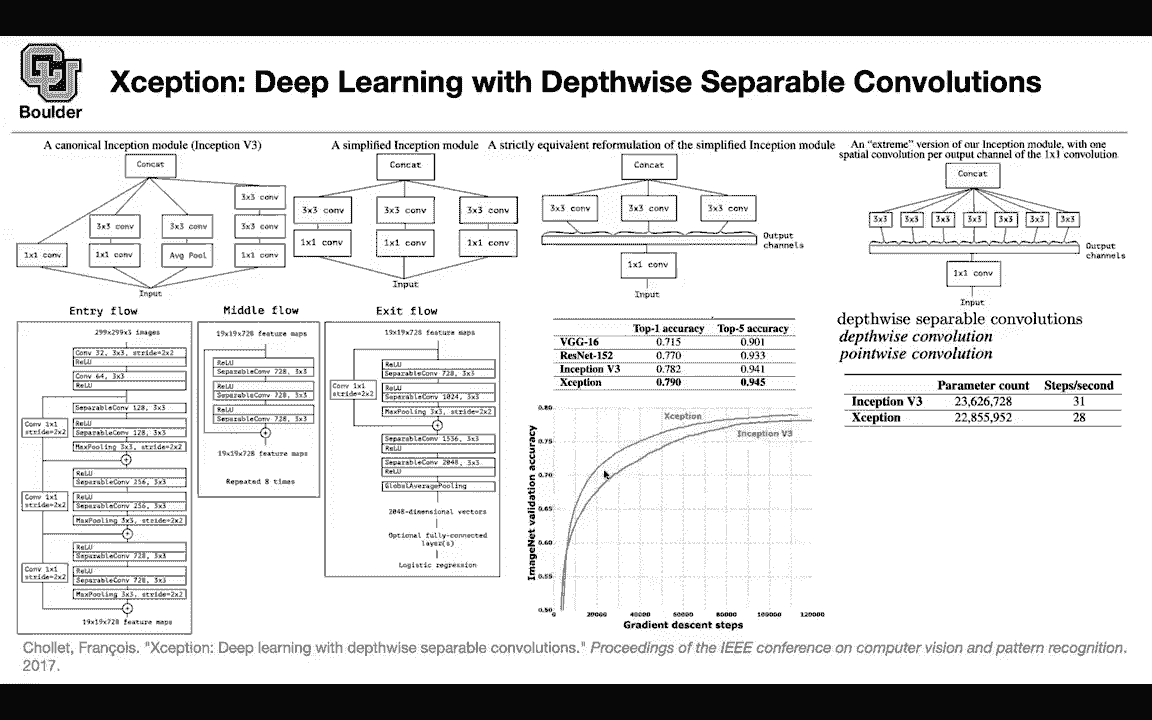 Boulder
Xception: Deep Learning with Depthwise Separable Convolutions
A canonical Inception module (Inception V3)
Concat
3x3 conv
3x3 conv
3x3 conv
3x3 conv
1x1 conv
1x1 conv
Avg Pool
1x1 conv
Input
A simplified Inception module
Concat
3x3 conv
3x3 conv
3x3 conv
1x1 conv
1x1 conv
1x1 conv
Input
A strictly equivalent reformulation of the simplified Inception module
Concat
3x3 conv
3x3 conv
3x3 conv
Output
channels
1x1 conv
Input
An "extreme" version of our Inception module, with one
spatial convolution per output channel of the 1x1 convolution
Concat
3x3
3x3
3x3
3x3
3x3
3x3
3x3
Output
channels
1x1 conv
Input
Entry flow
299x299x3 images
Conv 32, 3x3, stride=2x2
ReLU
Conv 64, 3x3
ReLU
Conv 1x1
stride=2x2
SeparableConv 128, 3x3
ReLU
SeparableConv 128, 3x3
MaxPooling 3x3, stride=2x2
+
Conv 1x1
stride=2x2
ReLU
SeparableConv 256, 3x3
ReLU
SeparableConv 256, 3x3
MaxPooling 3x3, stride=2x2
+
Conv 1x1
stride=2x2
ReLU
SeparableConv 728, 3x3
ReLU
SeparableConv 728, 3x3
MaxPooling 3x3, stride=2x2
+
19x19x728 feature maps
Middle flow
19x19x728 feature maps
ReLU
SeparableConv 728, 3x3
ReLU
SeparableConv 728, 3x3
ReLU
SeparableConv 728, 3x3
+
19x19x728 feature maps
Repeated 8 times
Exit flow
19x19x728 feature maps
Conv 1x1
stride=2x2
ReLU
SeparableConv 728, 3x3
ReLU
SeparableConv 1024, 3x3
MaxPooling 3x3, stride=2x2
+
SeparableConv 1536, 3x3
ReLU
SeparableConv 2048, 3x3
ReLU
GlobalAveragePooling
2048-dimensional vectors
Optional fully-connected
layer(s)
Logistic regression
Top-1 accuracy Top-5 accuracy
VGG-16 0.715 0.901
ResNet-152 0.770 0.933
Inception V3 0.782 0.941
Xception 0.790 0.945
ImageNet validation accuracy
0.80
0.75
0.70
0.65
0.60
0.55
0.50
Xception
Inception V3
0 20000 40000 60000 80000 100000 120000
Gradient descent steps
depthwise separable convolutions
depthwise convolution
pointwise convolution
Parameter count Steps/second
Inception V3 23,626,728 31
Xception 22,855,952 28
Chollet, François. "Xception: Deep learning with depthwise separable convolutions." Proceedings of the IEEE conference on computer vision and pattern recognition.
2017.